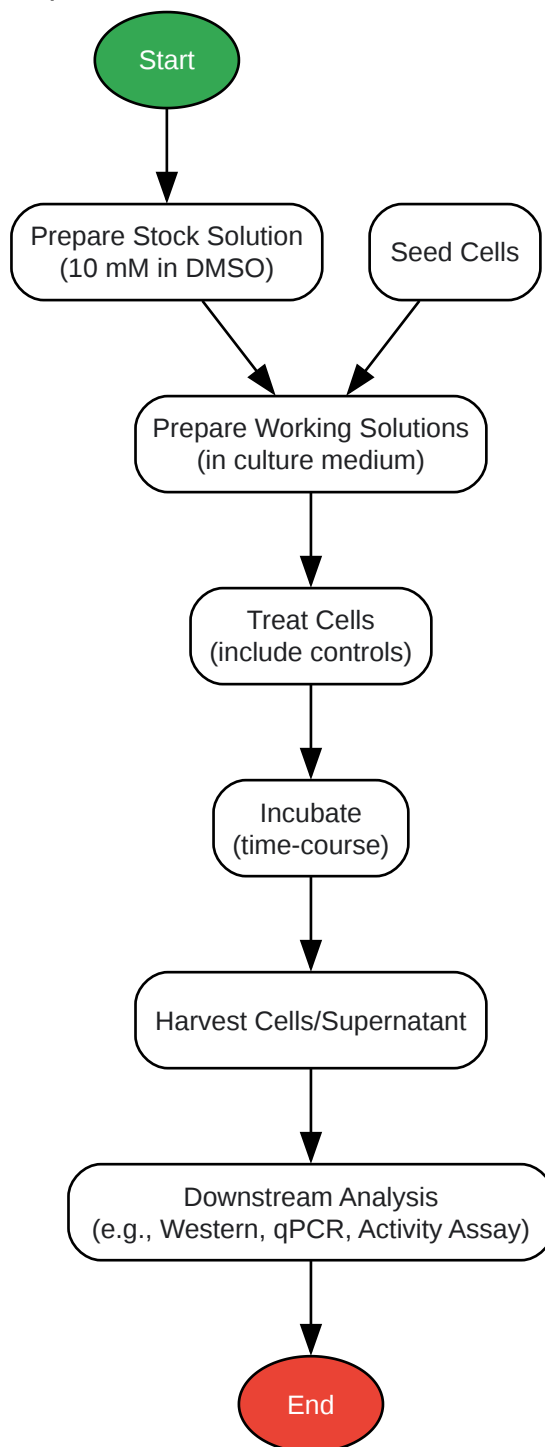 Start
Prepare Stock Solution
(10 mM in DMSO)
Seed Cells
Prepare Working Solutions
(in culture medium)
Treat Cells
(include controls)
Incubate
(time-course)
Harvest Cells/Supernatant
Downstream Analysis
(e.g., Western, qPCR, Activity Assay)
End